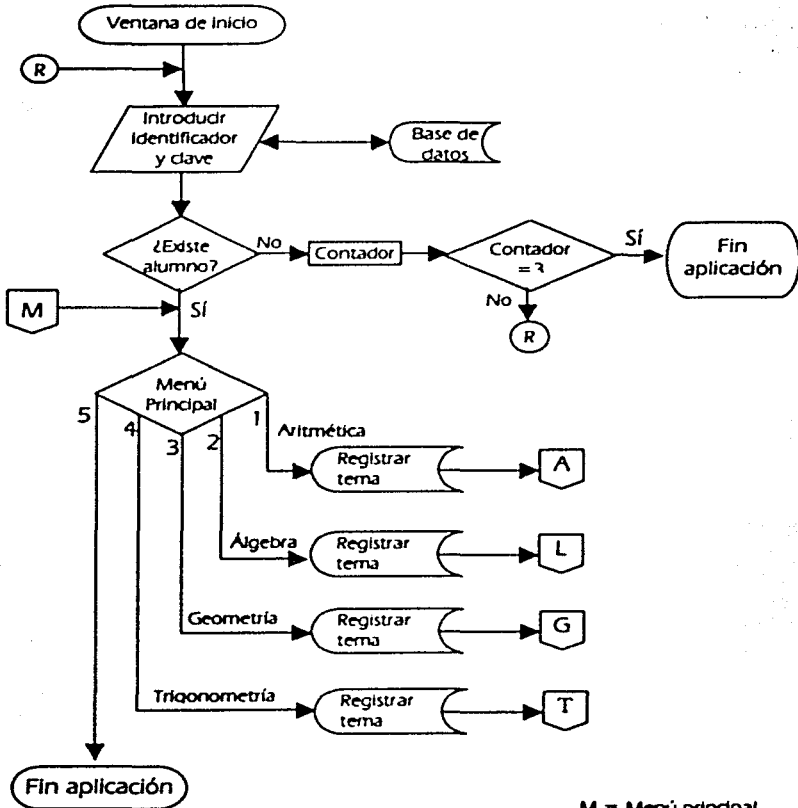 Ventana de inicio
R
Introducir
identificador
y clave
Base de
datos
¿Existe
alumno?
No
Contador
Contador
= 3
Sí
Fin
aplicación
No
R
M
Sí
Menú
Principal
5
4
3
2
1
Aritmética
Registrar
tema
A
Álgebra
Registrar
tema
L
Geometría
Registrar
tema
G
Trigonometría
Registrar
tema
T
Fin aplicación
M = Menú principal